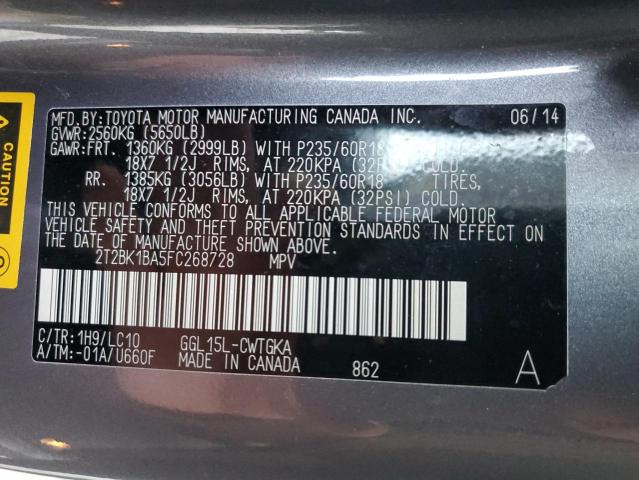 MFD.BY:TOYOTA MOTOR MANUFACTURING CANADA INC. 06/14
GVWR:2560KG (5650LB)
GAWR:FRT. 1360KG (2999LB) WITH P235/60R18
18X7 1/2J RIMS, AT 220KPA (32PSI) COLD.
RR. 1385KG (3056LB) WITH P235/60R18 TIRES,
18X7 1/2J RIMS, AT 220KPA (32PSI) COLD.
THIS VEHICLE CONFORMS TO ALL APPLICABLE FEDERAL MOTOR
VEHICLE SAFETY AND THEFT PREVENTION STANDARDS IN EFFECT ON
THE DATE OF MANUFACTURE SHOWN ABOVE.
2T2BK1BA5FC268728 MPV
C/TR:1H9/LC10 GGL15L-CWTGKA
A/TM:-01A/U660F MADE IN CANADA 862 A
CAUTION